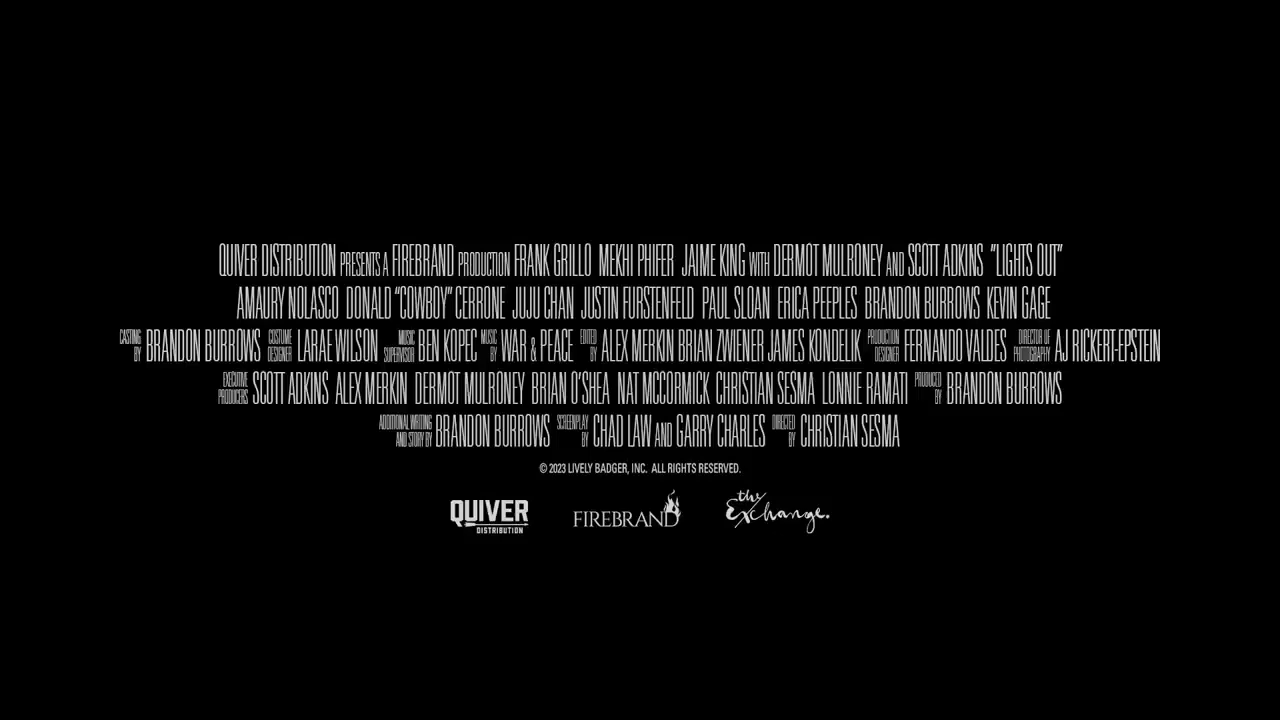 QUIVER DISTRIBUTION PRESENTS A FIREBRAND PRODUCTION FRANK GRILLO MEKHI PHIFER JAIME KING WITH DERMOT MULRONEY AND SCOTT ADKINS "LIGHTS OUT"
AMAURY NOLASCO DONALD "COWBOY" CERRONE JUJU CHAN JUSTIN FURSTENFELD PAUL SLOAN ERICA PEEPLES BRANDON BURROWS KEVIN GAGE
CASTING BY BRANDON BURROWS COSTUME DESIGNER LARAE WILSON MUSIC SUPERVISOR BEN KOPEC MUSIC BY WAR & PEACE EDITED BY ALEX MERKIN BRIAN ZWIENER JAMES KONDELIK PRODUCTION DESIGNER FERNANDO VALDES DIRECTOR OF PHOTOGRAPHY AJ RICKERT-EPSTEIN
EXECUTIVE PRODUCERS SCOTT ADKINS ALEX MERKIN DERMOT MULRONEY BRIAN O'SHEA NAT MCCORMICK CHRISTIAN SESMA LONNIE RAMATI PRODUCED BY BRANDON BURROWS
ADDITIONAL WRITING AND STORY BY BRANDON BURROWS SCREENPLAY BY CHAD LAW AND GARRY CHARLES DIRECTED BY CHRISTIAN SESMA
© 2023 LIVELY BADGER, INC. ALL RIGHTS RESERVED.
QUIVER DISTRIBUTION FIREBRAND the Exchange.